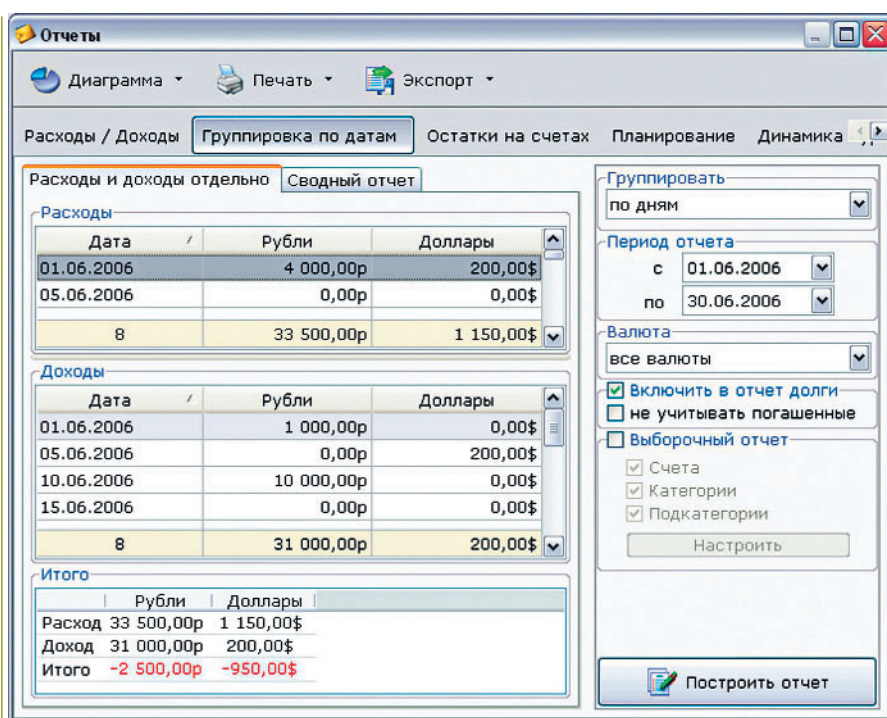 Отчеты
Диаграмма Печать Экспорт
Расходы / Доходы Группировка по датам Остатки на счетах Планирование Динамика
Расходы и доходы отдельно Сводный отчет
Расходы
Дата Рубли Доллары
01.06.2006 4 000,00р 200,00$
05.06.2006 0,00р 0,00$
8 33 500,00р 1 150,00$
Доходы
Дата Рубли Доллары
01.06.2006 1 000,00р 0,00$
05.06.2006 0,00р 200,00$
10.06.2006 10 000,00р 0,00$
15.06.2006 0,00р 0,00$
8 31 000,00р 200,00$
Итого
Рубли Доллары
Расход 33 500,00р 1 150,00$
Доход 31 000,00р 200,00$
Итого -2 500,00р -950,00$
Группировать
по дням
Период отчета
с 01.06.2006
по 30.06.2006
Валюта
все валюты
Включить в отчет долги
не учитывать погашенные
Выборочный отчет
Счета
Категории
Подкатегории
Настроить
Построить отчет